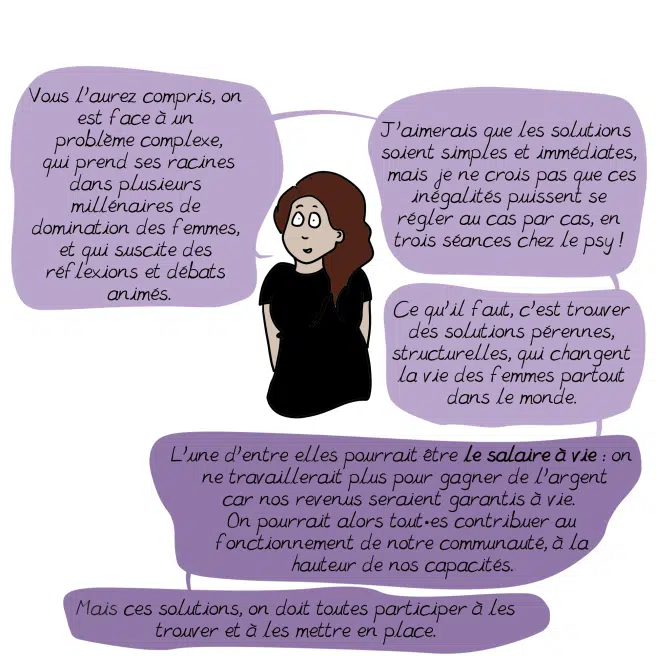 Vous l'aurez compris, on
est face à un
problème complexe,
qui prend ses racines
dans plusieurs
millénaires de
domination des femmes,
et qui suscite des
réflexions et débats
animés.
J'aimerais que les solutions
soient simples et immédiates,
mais je ne crois pas que ces
inégalités puissent se
régler au cas par cas, en
trois séances chez le psy !
Ce qu'il faut, c'est trouver
des solutions pérennes,
structurelles, qui changent
la vie des femmes partout
dans le monde.
L'une d'entre elles pourrait être le salaire à vie : on
ne travaillerait plus pour gagner de l'argent
car nos revenus seraient garantis à vie.
On pourrait alors tout•es contribuer au
fonctionnement de notre communauté, à la
hauteur de nos capacités.
Mais ces solutions, on doit toutes participer à les
trouver et à les mettre en place.